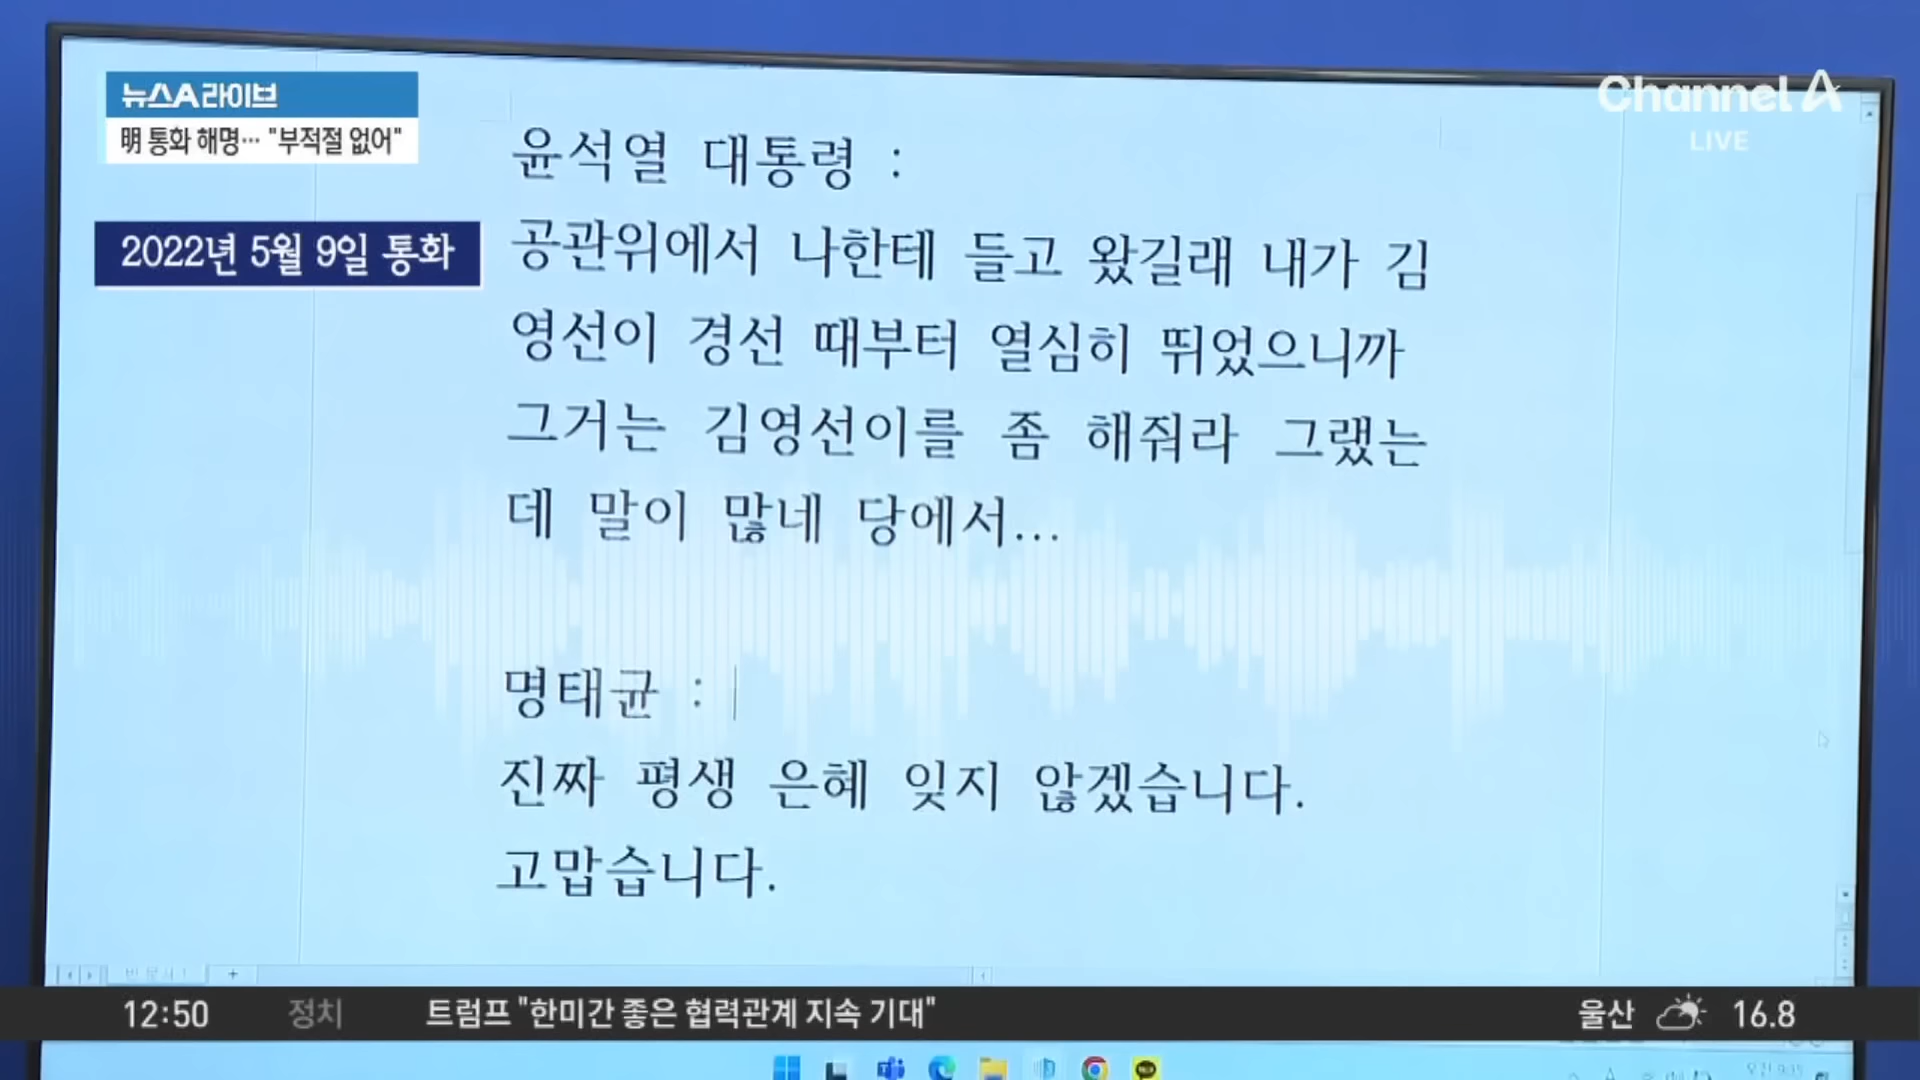 뉴스A라이브
明 통화 해명… "부적절 없어"
Channel A
LIVE
2022년 5월 9일 통화
윤석열 대통령 :
공관위에서 나한테 들고 왔길래 내가 김
영선이 경선 때부터 열심히 뛰었으니까
그거는 김영선이를 좀 해줘라 그랬는
데 말이 많네 당에서...
명태균 :
진짜 평생 은혜 잊지 않겠습니다.
고맙습니다.
12:50 정치 트럼프 "한미간 좋은 협력관계 지속 기대" 울산 16.8